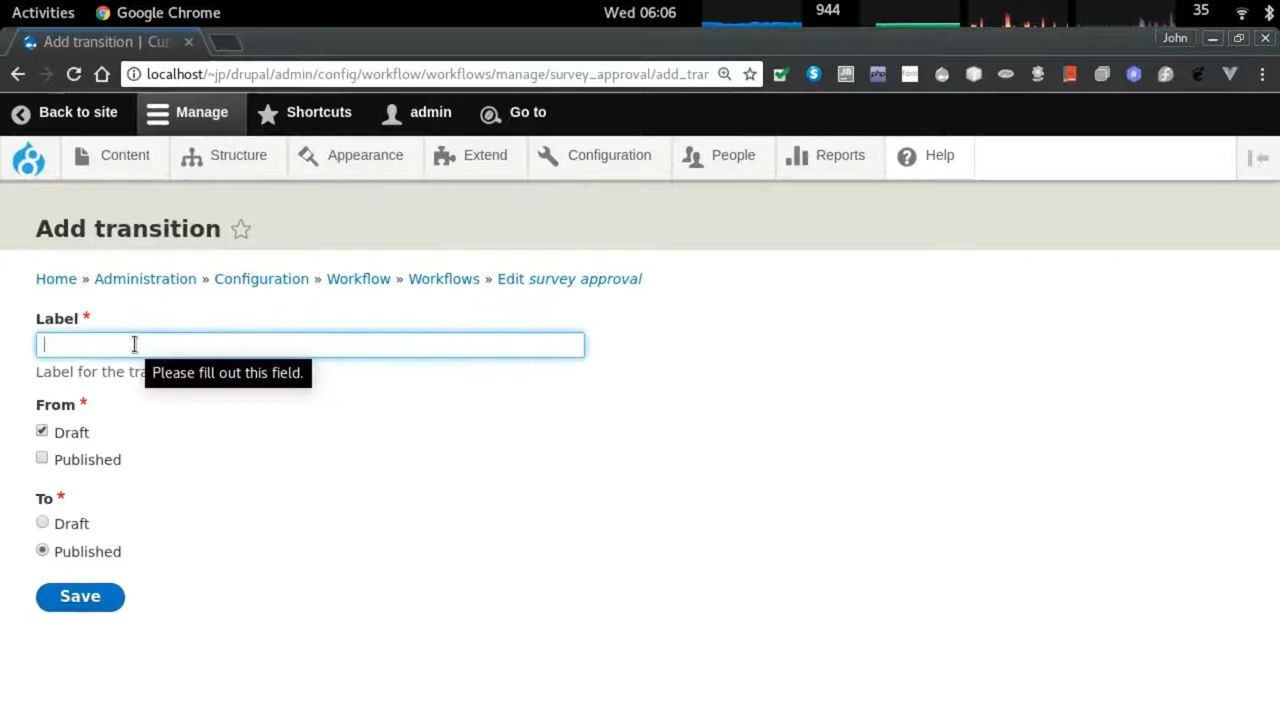 Activities Google Chrome Wed 06:06 944 35
Add transition | Cur
John
localhost/~jp/drupal/admin/config/workflow/workflows/manage/survey_approval/add_trar
Back to site Manage Shortcuts admin Go to
Content Structure Appearance Extend Configuration People Reports Help
Add transition
Home » Administration » Configuration » Workflow » Workflows » Edit survey approval
Label *
Label for the tra
Please fill out this field.
From *
Draft
Published
To *
Draft
Published
Save